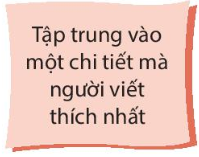 Tập trung vào
một chi tiết mà
người viết
thích nhất